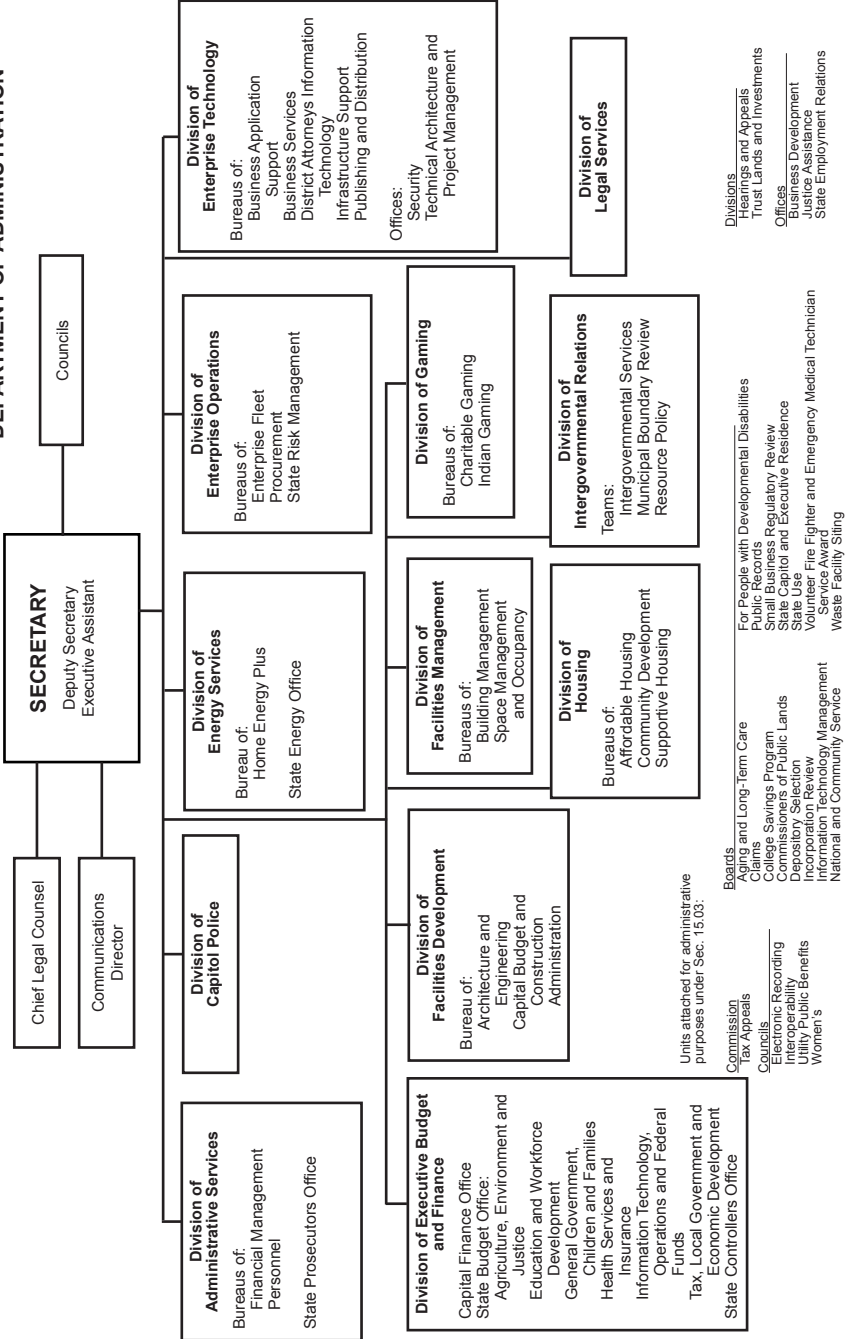 DEPARTMENT OF ADMINISTRATION
SECRETARY
Deputy Secretary
Executive Assistant
Chief Legal Counsel
Communications
Director
Councils
Division of
Administrative Services
Bureaus of:
Financial Management
Personnel
State Prosecutors Office
Division of
Capitol Police
Division of
Energy Services
Bureau of:
Home Energy Plus
State Energy Office
Division of
Enterprise Operations
Bureaus of:
Enterprise Fleet
Procurement
State Risk Management
Division of
Enterprise Technology
Bureaus of:
Business Application
Support
Business Services
District Attorneys Information
Technology
Infrastructure Support
Publishing and Distribution
Offices:
Security
Technical Architecture and
Project Management
Division of Executive Budget
and Finance
Capital Finance Office
State Budget Office:
Agriculture, Environment and
Justice
Education and Workforce
Development
General Government,
Children and Families
Health Services and
Insurance
Information Technology,
Operations and Federal
Funds
Tax, Local Government and
Economic Development
State Controllers Office
Division of
Facilities Development
Bureau of:
Architecture and
Engineering
Capital Budget and
Construction
Administration
Division of
Facilities Management
Bureaus of:
Building Management
Space Management
and Occupancy
Division of Gaming
Bureaus of:
Charitable Gaming
Indian Gaming
Division of
Housing
Bureaus of:
Affordable Housing
Community Development
Supportive Housing
Division of
Intergovernmental Relations
Teams:
Intergovernmental Services
Municipal Boundary Review
Resource Policy
Division of
Legal Services
Units attached for administrative
purposes under Sec. 15.03:
Commission
Tax Appeals
Councils
Electronic Recording
Interoperability
Utility Public Benefits
Women's
Boards
Aging and Long-Term Care
Claims
College Savings Program
Commissioners of Public Lands
Depository Selection
Incorporation Review
Information Technology Management
National and Community Service
For People with Developmental Disabilities
Public Records
Small Business Regulatory Review
State Capitol and Executive Residence
State Use
Volunteer Fire Fighter and Emergency Medical Technician
Service Award
Waste Facility Siting
Divisions
Hearings and Appeals
Trust Lands and Investments
Offices
Business Development
Justice Assistance
State Employment Relations